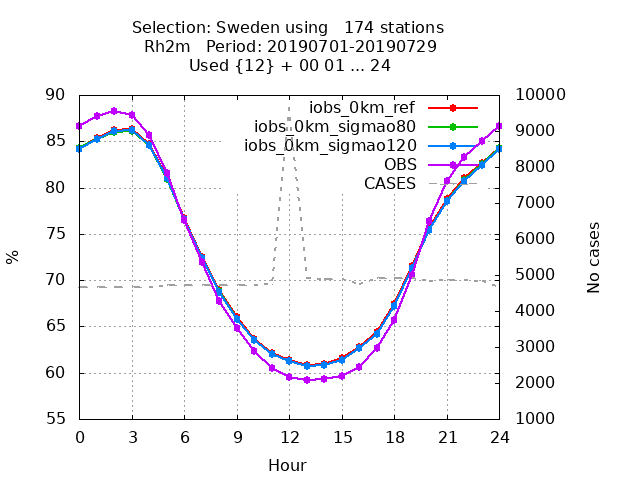 Selection: Sweden using   174 stations
Rh2m   Period: 20190701-20190729
Used {12} + 00 01 ... 24
90
85
80
75
70
65
60
55
10000
9000
8000
7000
6000
5000
4000
3000
2000
1000
iobs_0km_ref
iobs_0km_sigmao80
iobs_0km_sigmao120
OBS
CASES
%
No cases
0 3 6 9 12 15 18 21 24
Hour